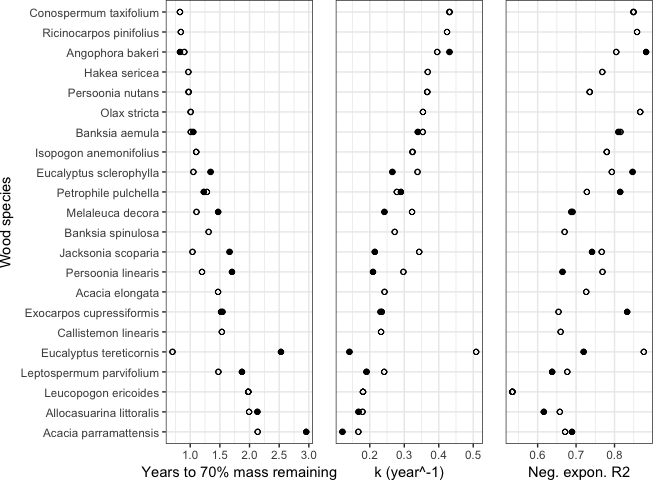 Wood species
Conospermum taxifolium
Ricinocarpos pinifolius
Angophora bakeri
Hakea sericea
Persoonia nutans
Olax stricta
Banksia aemula
Isopogon anemonifolius
Eucalyptus sclerophylla
Petrophile pulchella
Melaleuca decora
Banksia spinulosa
Jacksonia scoparia
Persoonia linearis
Acacia elongata
Exocarpos cupressiformis
Callistemon linearis
Eucalyptus tereticornis
Leptospermum parvifolium
Leucopogon ericoides
Allocasuarina littoralis
Acacia parramattensis
1.0 1.5 2.0 2.5 3.0
Years to 70% mass remaining
0.2 0.3 0.4 0.5
k (year^-1)
0.6 0.7 0.8
Neg. expon. R2